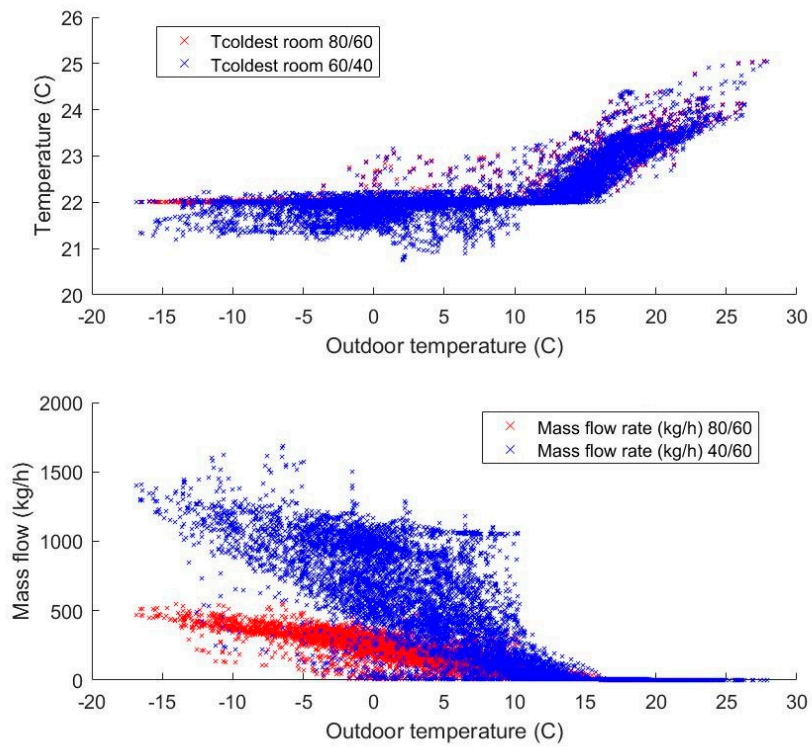 26
25
24
23
22
21
20
Temperature (C)
× Tcoldest room 80/60
× Tcoldest room 60/40
-20 -15 -10 -5 0 5 10 15 20 25 30
Outdoor temperature (C)
2000
1500
1000
500
0
Mass flow (kg/h)
× Mass flow rate (kg/h) 80/60
× Mass flow rate (kg/h) 40/60
-20 -15 -10 -5 0 5 10 15 20 25 30
Outdoor temperature (C)